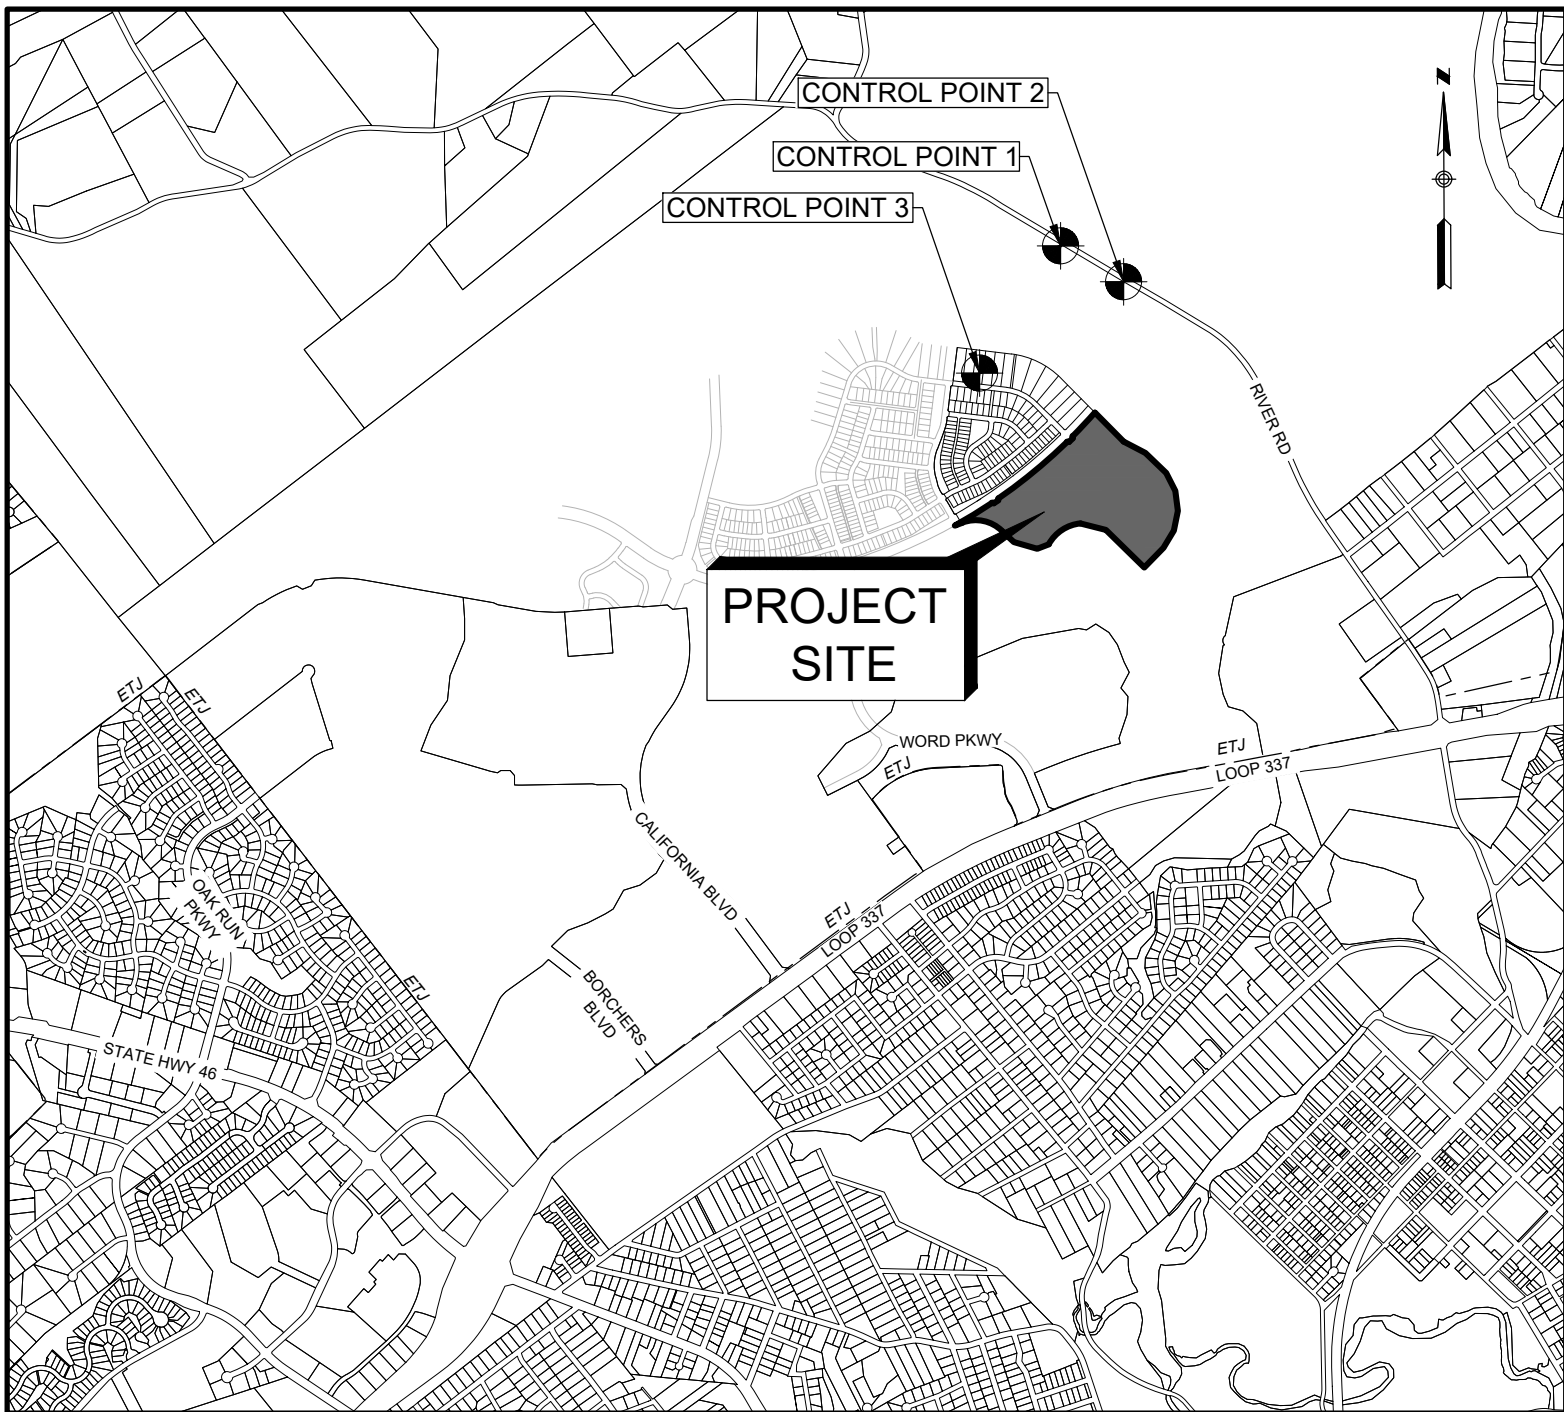 N
CONTROL POINT 2
CONTROL POINT 1
CONTROL POINT 3
RIVER RD
PROJECT
SITE
ETJ
ETJ
WORD PKWY
ETJ
ETJ
LOOP 337
CALIFORNIA BLVD
OAK RUN
PKWY
ETJ
LOOP 337
ETJ
BORCHERS
BLVD
STATE HWY 46